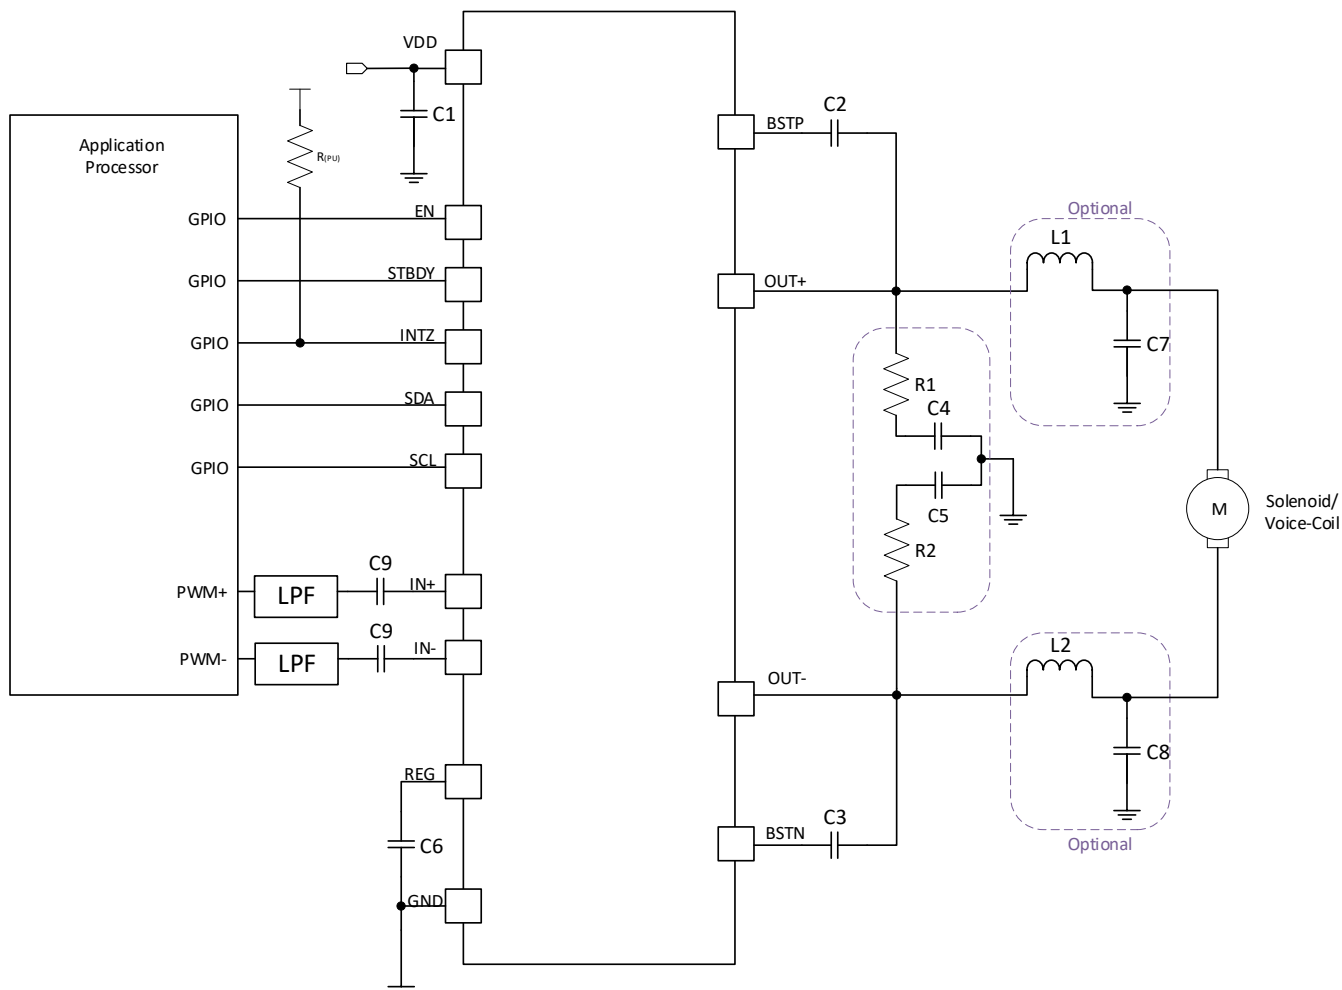 VDD
C1
Application
Processor
R(PU)
GPIO
EN
GPIO
STBDY
GPIO
INTZ
GPIO
SDA
GPIO
SCL
PWM+
LPF
C9
IN+
PWM-
LPF
C9
IN-
REG
C6
GND
BSTP
C2
OUT+
R1
C4
C5
R2
OUT-
BSTN
C3
Optional
L1
C7
M
Solenoid/
Voice-Coil
L2
C8
Optional